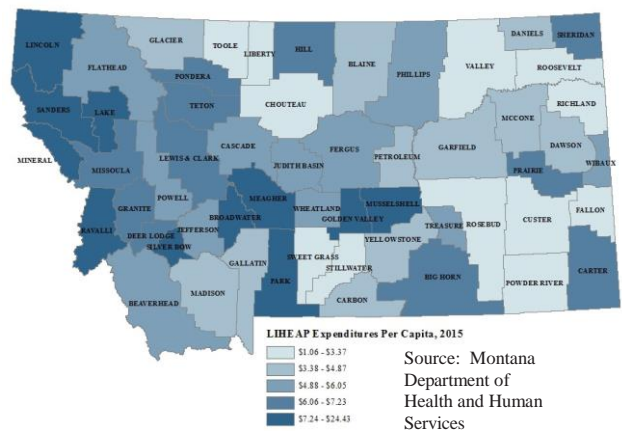 LINCOLN
GLACIER
TOOLE
LIBERTY
HILL
BLAINE
DANIELS
SHERIDAN
FLATHEAD
PHILLIPS
VALLEY
ROOSEVELT
PONDERA
TETON
CHOUTEAU
RICHLAND
SANDERS
LAKE
MCCONE
CASCADE
FERGUS
GARFIELD
DAWSON
MINERAL
MISSOULA
LEWIS & CLARK
JUDITH BASIN
PETROLEUM
WIBAUX
PRAIRIE
POWELL
GRANITE
MEAGHER
WHEATLAND
MUSSELSHELL
BROADWATER
GOLDEN VALLEY
RAVALLI
DEER LODGE
JEFFERSON
SILVER BOW
TREASURE
ROSEBUD
CUSTER
FALLON
YELLOWSTONE
SWEET GRASS
GALLATIN
STILLWATER
PARK
BIG HORN
CARTER
BEAVERHEAD
MADISON
CARBON
POWDER RIVER
LIHEAP Expenditures Per Capita, 2015
$1.06 - $3.37
$3.38 - $4.87
$4.88 - $6.05
$6.06 - $7.23
$7.24 - $24.43
Source: Montana
Department of
Health and Human
Services